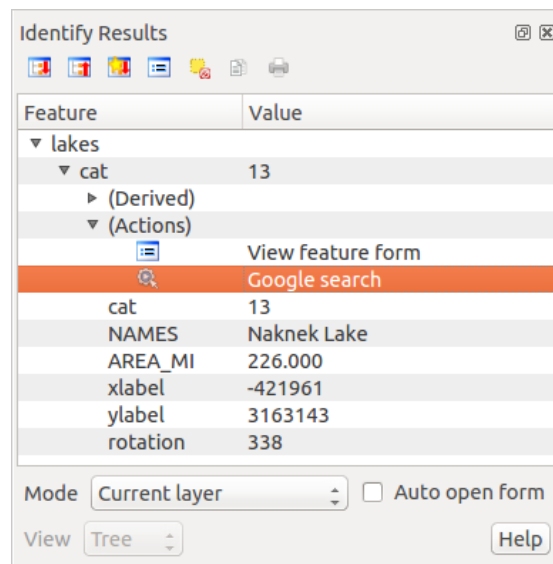 Identify Results
Feature Value
lakes
cat 13
(Derived)
(Actions)
View feature form
Google search
cat 13
NAMES Naknek Lake
AREA_MI 226.000
xlabel -421961
ylabel 3163143
rotation 338
Mode Current layer Auto open form
View Tree Help